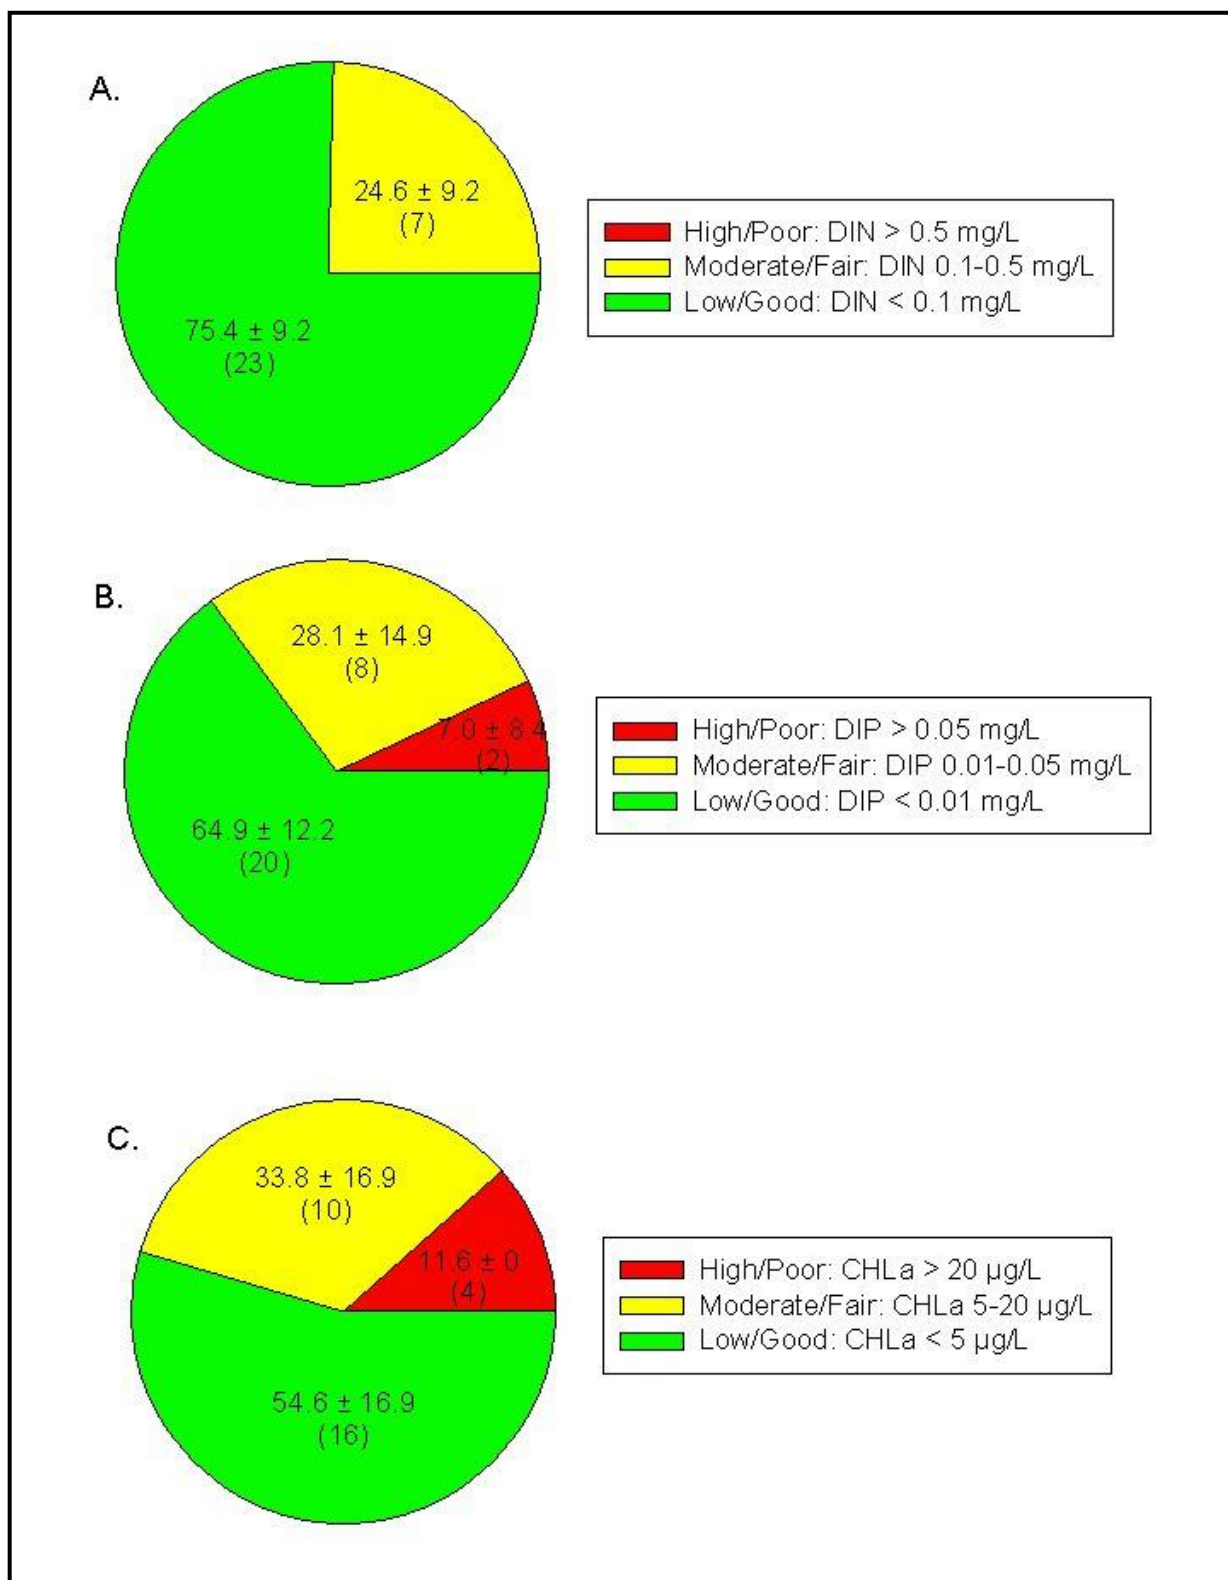 A.
24.6 ± 9.2
(7)
75.4 ± 9.2
(23)
High/Poor: DIN > 0.5 mg/L
Moderate/Fair: DIN 0.1-0.5 mg/L
Low/Good: DIN < 0.1 mg/L
B.
28.1 ± 14.9
(8)
7.0 ± 8.4
(2)
64.9 ± 12.2
(20)
High/Poor: DIP > 0.05 mg/L
Moderate/Fair: DIP 0.01-0.05 mg/L
Low/Good: DIP < 0.01 mg/L
C.
33.8 ± 16.9
(10)
11.6 ± 0
(4)
54.6 ± 16.9
(16)
High/Poor: CHLa > 20 µg/L
Moderate/Fair: CHLa 5-20 µg/L
Low/Good: CHLa < 5 µg/L